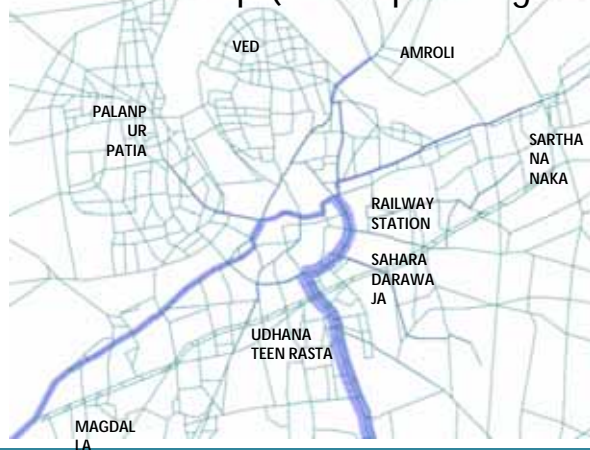 VED
AMROLI
PALANP
UR
PATIA
SARTHA
NA
NAKA
RAILWAY
STATION
SAHARA
DARAWA
JA
UDHANA
TEEN RASTA
MAGDAL
LA